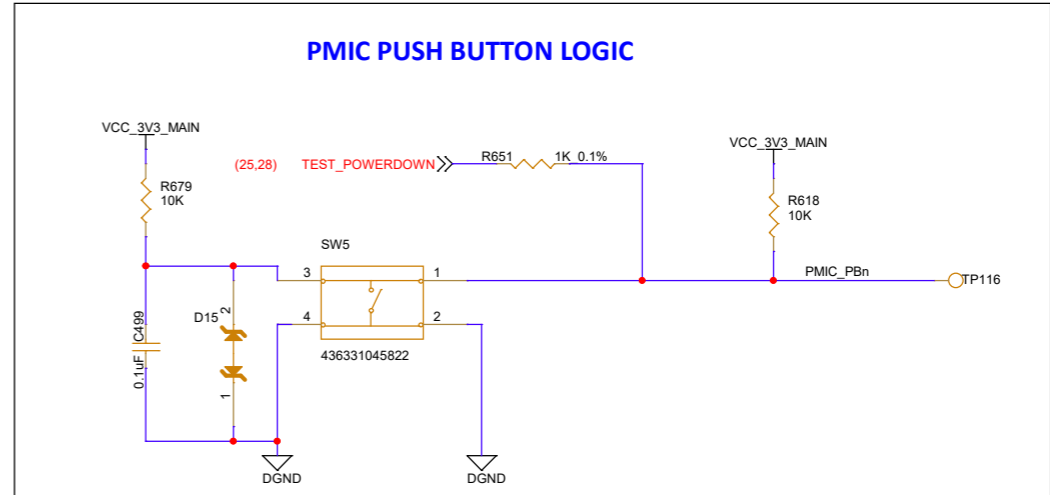 PMIC PUSH BUTTON LOGIC
VCC_3V3_MAIN
VCC_3V3_MAIN
(25,28) TEST_POWERDOWN
R651 1K_0.1%
R679
10K
R618
10K
SW5
3
1
PMIC_PBn
TP116
D15
2
4
2
C499
0.1uF
436331045822
1
DGND
DGND